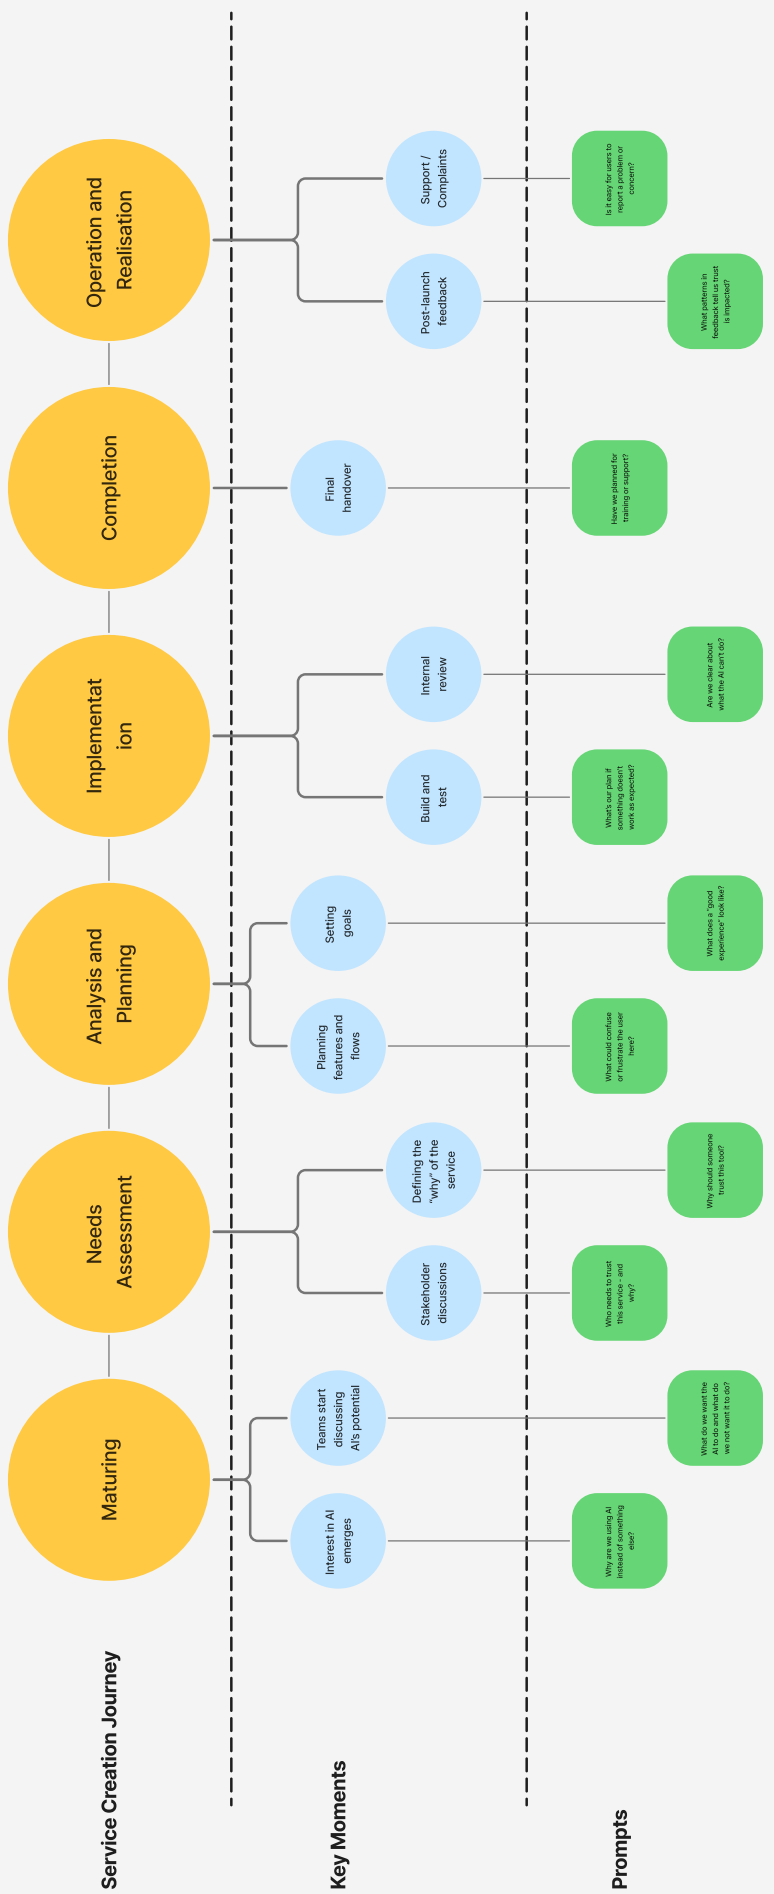 Service Creation Journey
Maturing
Needs
Assessment
Analysis and
Planning
Implementat
ion
Completion
Operation and
Realisation
Key Moments
Interest in AI
emerges
Teams start
discussing
AI's potential
Stakeholder
discussions
Defining the
“why” of the
service
Planning
features and
flows
Setting
goals
Build and
test
Internal
review
Final
handover
Post-launch
feedback
Support /
Complaints
Prompts
Why are we using AI
instead of something
else?
What do we want the
AI to do and what do
we not want it to do?
Who needs to trust
this service - and
why?
Why should someone
trust this tool?
What could confuse
or frustrate the user
here?
What does a "good
experience" look like?
What's our plan if
something doesn't
work as expected?
Are we clear about
what the AI can't do?
Have we planned for
training or support?
What patterns in
feedback tell us trust
is impacted?
Is it easy for users to
report a problem or
concern?